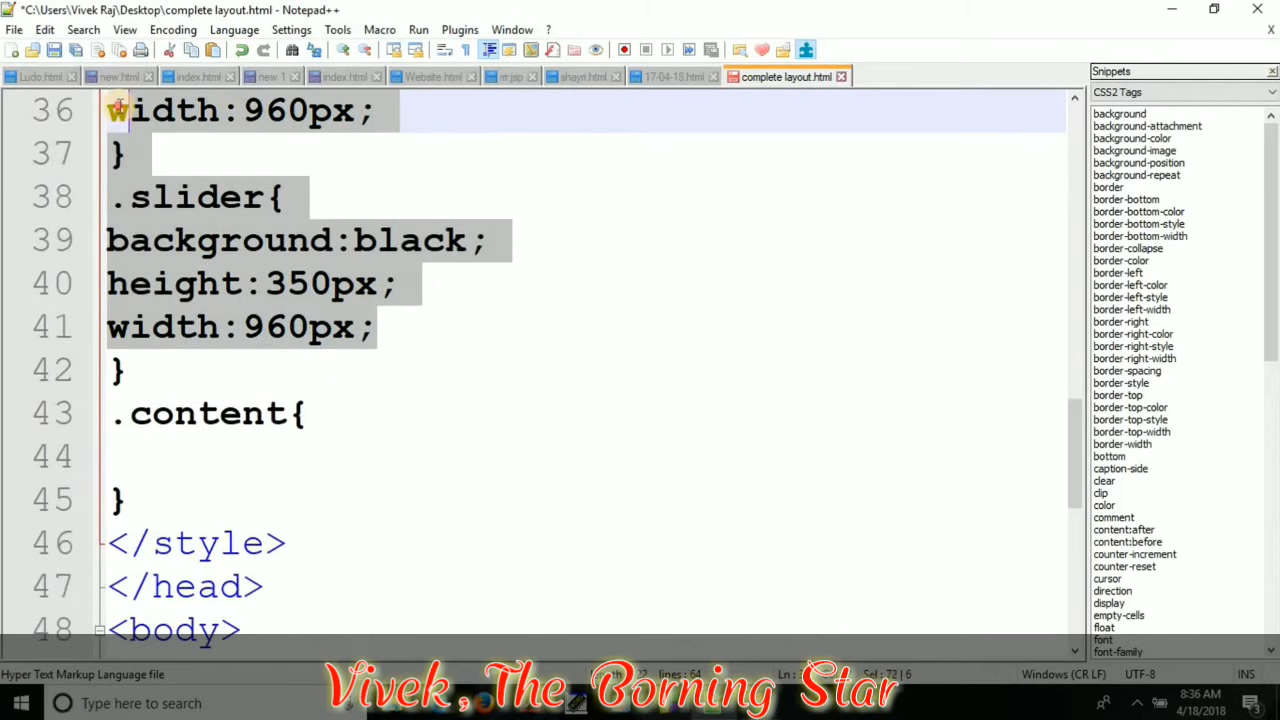 *C:\Users\Vivek Raj\Desktop\complete layout.html - Notepad++
File Edit Search View Encoding Language Settings Tools Macro Run Plugins Window ?
X
Ludo.html new.html index.html new 1 index.html Website.html rr.jsp shayri.html 17-04-18.html complete layout.html
Snippets
CSS2 Tags
36 width:960px;
37 }
38 .slider{
39 background:black;
40 height:350px;
41 width:960px;
42 }
43 .content{
44
45 }
46 </style>
47 </head>
48 <body>
background
background-attachment
background-color
background-image
background-position
background-repeat
border
border-bottom
border-bottom-color
border-bottom-style
border-bottom-width
border-collapse
border-color
border-left
border-left-color
border-left-style
border-left-width
border-right
border-right-color
border-right-style
border-right-width
border-spacing
border-style
border-top
border-top-color
border-top-style
border-top-width
border-width
bottom
caption-side
clear
clip
color
comment
content:after
content:before
counter-increment
counter-reset
cursor
direction
display
empty-cells
float
font
font-family
Hyper Text Markup Language file
lines : 64
Ln :
Sel : 72 | 6
Windows (CR LF)
UTF-8
INS
Vivek,The Borning Star
Type here to search
8:36 AM
4/18/2018
3